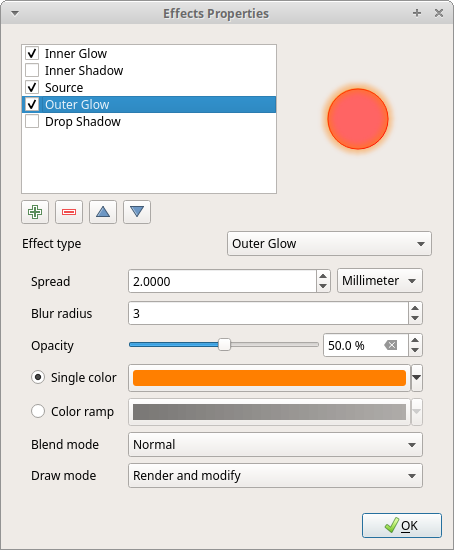 Effects Properties
Inner Glow
Inner Shadow
Source
Outer Glow
Drop Shadow
Effect type Outer Glow
Spread 2.0000 Millimeter
Blur radius 3
Opacity 50.0 %
Single color
Color ramp
Blend mode Normal
Draw mode Render and modify
OK